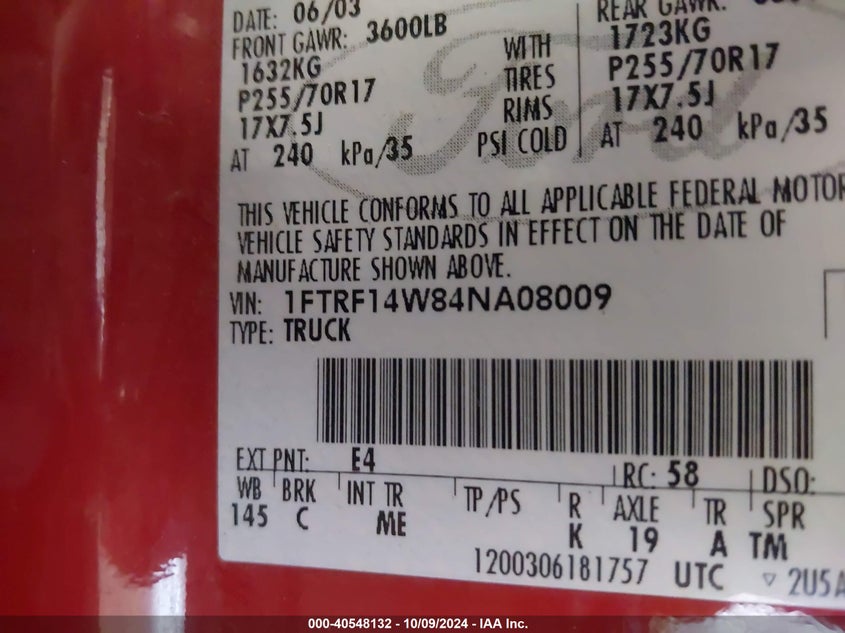 DATE: 06/03
FRONT GAWR: 3600LB
1632KG
P255/70R17
17X7.5J
AT 240 kPa/35
WITH
TIRES
RIMS
PSI COLD
REAR GAWR:
1723KG
P255/70R17
17X7.5J
AT 240 kPa/35
Ford
THIS VEHICLE CONFORMS TO ALL APPLICABLE FEDERAL MOTOR
VEHICLE SAFETY STANDARDS IN EFFECT ON THE DATE OF
MANUFACTURE SHOWN ABOVE.
VIN: 1FTRF14W84NA08009
TYPE: TRUCK
EXT PNT: E4 RC: 58 DSO:
WB BRK INT TR TP/PS R AXLE TR SPR
145 C ME K 19 A TM
1200306181757 UTC ▽ 2U5A
000-40548132 - 10/09/2024 - IAA Inc.